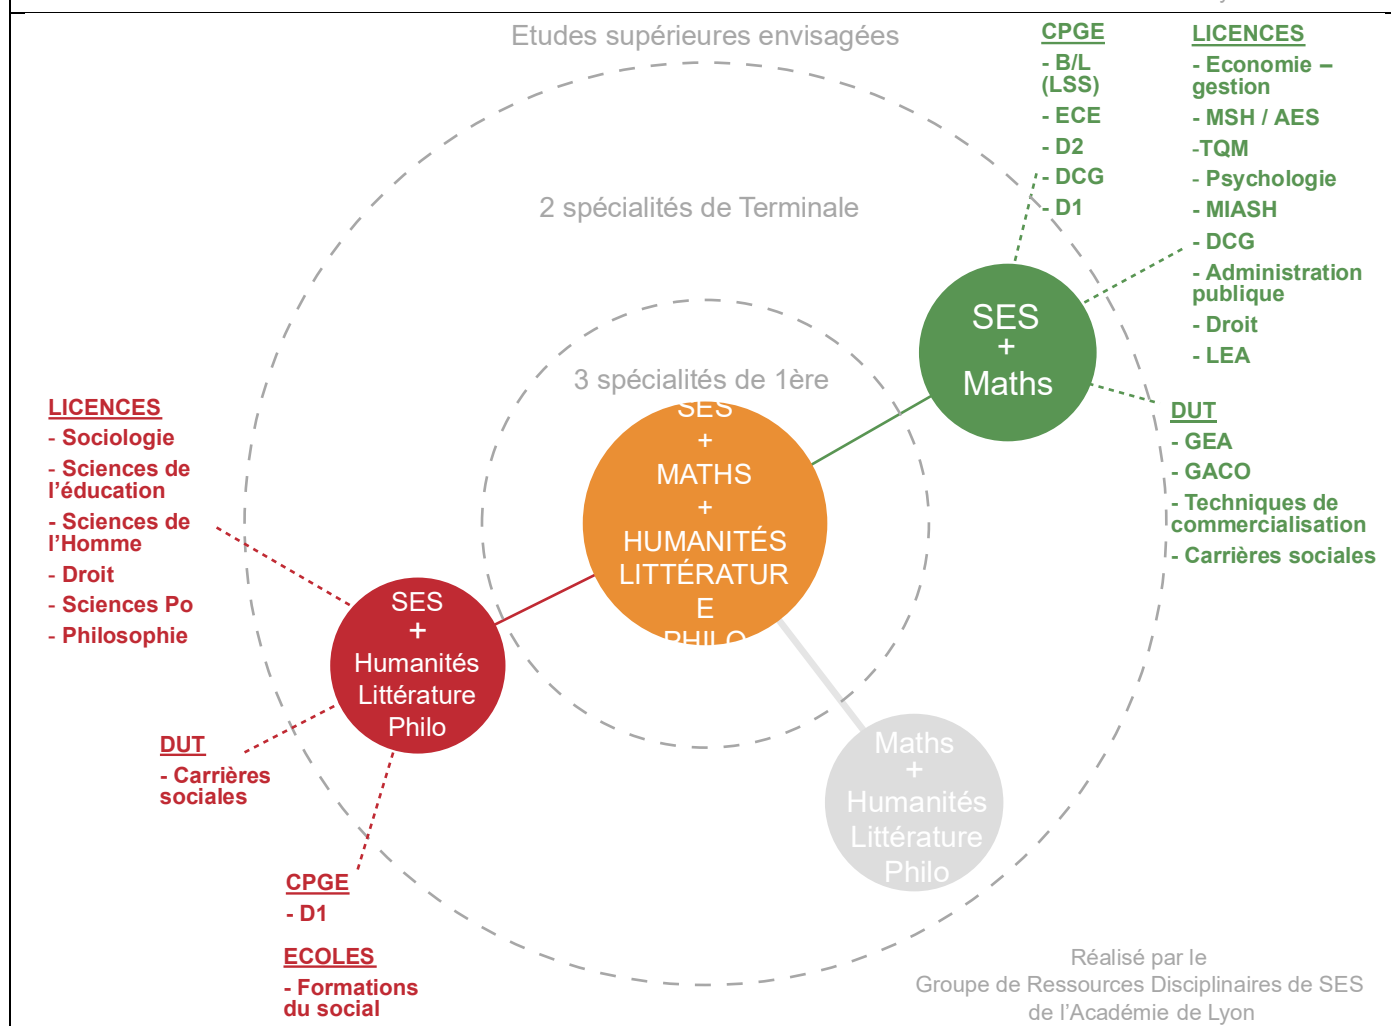 Etudes supérieures envisagées
2 spécialités de Terminale
3 spécialités de 1ère
SES
+
MATHS
+
HUMANITÉS
LITTÉRATUR
E
PHILO
CPGE
- B/L
(LSS)
- ECE
- D2
- DCG
- D1
LICENCES
- Economie –
gestion
- MSH / AES
-TQM
- Psychologie
- MIASH
- DCG
- Administration
publique
- Droit
- LEA
SES
+
Maths
DUT
- GEA
- GACO
- Techniques de
commercialisation
- Carrières sociales
LICENCES
- Sociologie
- Sciences de
l’éducation
- Sciences de
l’Homme
- Droit
- Sciences Po
- Philosophie
SES
+
Humanités
Littérature
Philo
DUT
- Carrières
sociales
CPGE
- D1
ECOLES
- Formations
du social
Maths
+
Humanités
Littérature
Philo
Réalisé par le
Groupe de Ressources Disciplinaires de SES
de l’Académie de Lyon